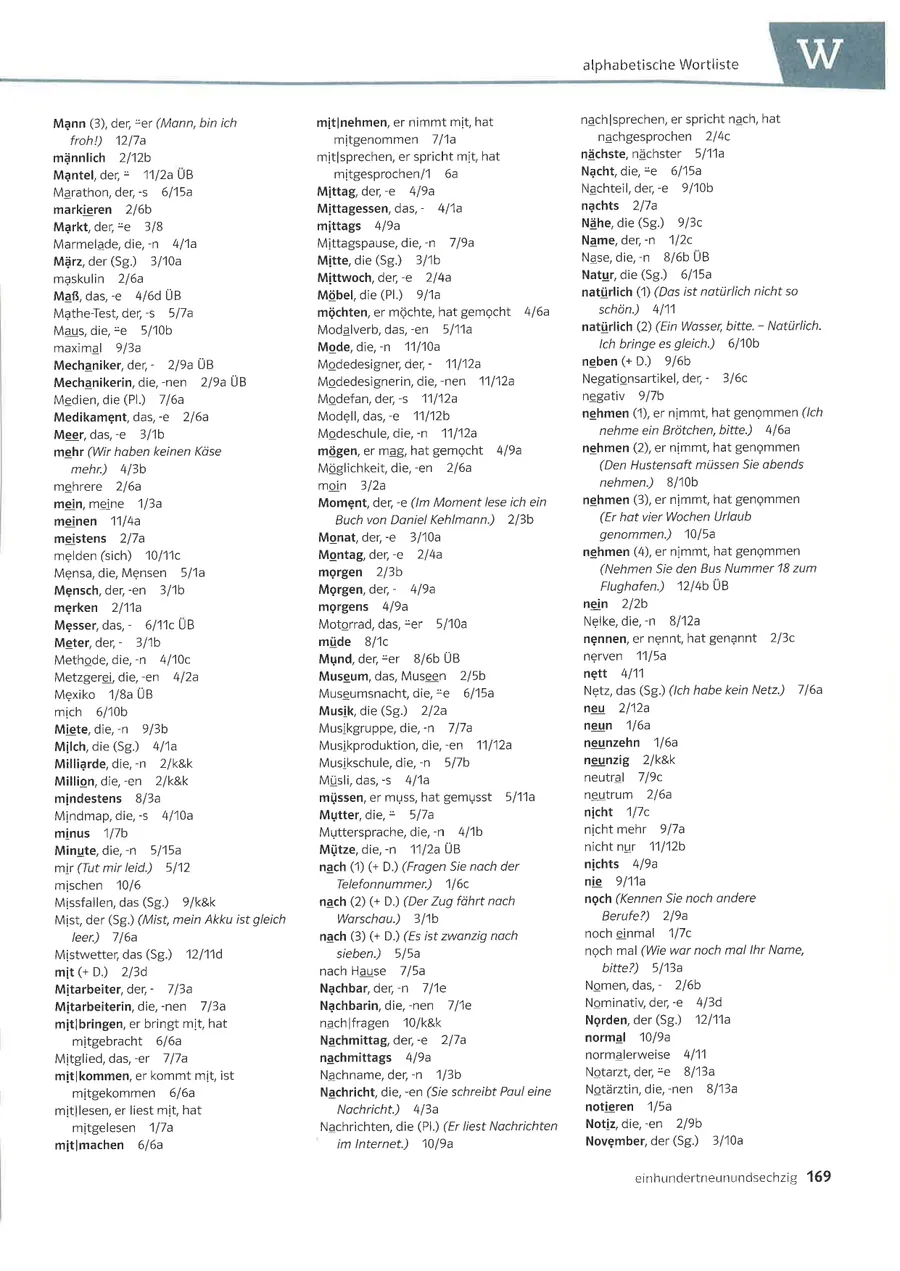 alphabetische Wortliste
W
Mann (3), der, ⸚er (Mann, bin ich
froh!) 12/7a
männlich 2/12b
Mantel, der, ⸚ 11/2a ÜB
Marathon, der, -s 6/15a
markieren 2/6b
Markt, der, ⸚e 3/8
Marmelade, die, -n 4/1a
März, der (Sg.) 3/10a
maskulin 2/6a
Maß, das, -e 4/6d ÜB
Mathe-Test, der, -s 5/7a
Maus, die, ⸚e 5/10b
maximal 9/3a
Mechaniker, der, - 2/9a ÜB
Mechanikerin, die, -nen 2/9a ÜB
Medien, die (Pl.) 7/6a
Medikament, das, -e 2/6a
Meer, das, -e 3/1b
mehr (Wir haben keinen Käse
mehr.) 4/3b
mehrere 2/6a
mein, meine 1/3a
meinen 11/4a
meistens 2/7a
melden (sich) 10/11c
Mensa, die, Mensen 5/1a
Mensch, der, -en 3/1b
merken 2/11a
Messer, das, - 6/11c ÜB
Meter, der, - 3/1b
Methode, die, -n 4/10c
Metzgerei, die, -en 4/2a
Mexiko 1/8a ÜB
mich 6/10b
Miete, die, -n 9/3b
Milch, die (Sg.) 4/1a
Milliarde, die, -n 2/k&k
Million, die, -en 2/k&k
mindestens 8/3a
Mindmap, die, -s 4/10a
minus 1/7b
Minute, die, -n 5/15a
mir (Tut mir leid.) 5/12
mischen 10/6
Missfallen, das (Sg.) 9/k&k
Mist, der (Sg.) (Mist, mein Akku ist gleich
leer.) 7/6a
Mistwetter, das (Sg.) 12/11d
mit (+ D.) 2/3d
Mitarbeiter, der, - 7/3a
Mitarbeiterin, die, -nen 7/3a
mit|bringen, er bringt mit, hat
mitgebracht 6/6a
Mitglied, das, -er 7/7a
mit|kommen, er kommt mit, ist
mitgekommen 6/6a
mit|lesen, er liest mit, hat
mitgelesen 1/7a
mit|machen 6/6a
mit|nehmen, er nimmt mit, hat
mitgenommen 7/1a
mit|sprechen, er spricht mit, hat
mitgesprochen/1 6a
Mittag, der, -e 4/9a
Mittagessen, das, - 4/1a
mittags 4/9a
Mittagspause, die, -n 7/9a
Mitte, die (Sg.) 3/1b
Mittwoch, der, -e 2/4a
Möbel, die (Pl.) 9/1a
möchten, er möchte, hat gemocht 4/6a
Modalverb, das, -en 5/11a
Mode, die, -n 11/10a
Modedesigner, der, - 11/12a
Modedesignerin, die, -nen 11/12a
Modefan, der, -s 11/12a
Modell, das, -e 11/12b
Modeschule, die, -n 11/12a
mögen, er mag, hat gemocht 4/9a
Möglichkeit, die, -en 2/6a
moin 3/2a
Moment, der, -e (Im Moment lese ich ein
Buch von Daniel Kehlmann.) 2/3b
Monat, der, -e 3/10a
Montag, der, -e 2/4a
morgen 2/3b
Morgen, der, - 4/9a
morgens 4/9a
Motorrad, das, ⸚er 5/10a
müde 8/1c
Mund, der, ⸚er 8/6b ÜB
Museum, das, Museen 2/5b
Museumsnacht, die, ⸚e 6/15a
Musik, die (Sg.) 2/2a
Musikgruppe, die, -n 7/7a
Musikproduktion, die, -en 11/12a
Musikschule, die, -n 5/7b
Müsli, das, -s 4/1a
müssen, er muss, hat gemusst 5/11a
Mutter, die, ⸚ 5/7a
Muttersprache, die, -n 4/1b
Mütze, die, -n 11/2a ÜB
nach (1) (+ D.) (Fragen Sie nach der
Telefonnummer.) 1/6c
nach (2) (+ D.) (Der Zug fährt nach
Warschau.) 3/1b
nach (3) (+ D.) (Es ist zwanzig nach
sieben.) 5/5a
nach Hause 7/5a
Nachbar, der, -n 7/1e
Nachbarin, die, -nen 7/1e
nach|fragen 10/k&k
Nachmittag, der, -e 2/7a
nachmittags 4/9a
Nachname, der, -n 1/3b
Nachricht, die, -en (Sie schreibt Paul eine
Nachricht.) 4/3a
Nachrichten, die (Pl.) (Er liest Nachrichten
im Internet.) 10/9a
nach|sprechen, er spricht nach, hat
nachgesprochen 2/4c
nächste, nächster 5/11a
Nacht, die, ⸚e 6/15a
Nachteil, der, -e 9/10b
nachts 2/7a
Nähe, die (Sg.) 9/3c
Name, der, -n 1/2c
Nase, die, -n 8/6b ÜB
Natur, die (Sg.) 6/15a
natürlich (1) (Das ist natürlich nicht so
schön.) 4/11
natürlich (2) (Ein Wasser, bitte. – Natürlich.
Ich bringe es gleich.) 6/10b
neben (+ D.) 9/6b
Negationsartikel, der, - 3/6c
negativ 9/7b
nehmen (1), er nimmt, hat genommen (Ich
nehme ein Brötchen, bitte.) 4/6a
nehmen (2), er nimmt, hat genommen
(Den Hustensaft müssen Sie abends
nehmen.) 8/10b
nehmen (3), er nimmt, hat genommen
(Er hat vier Wochen Urlaub
genommen.) 10/5a
nehmen (4), er nimmt, hat genommen
(Nehmen Sie den Bus Nummer 18 zum
Flughafen.) 12/4b ÜB
nein 2/2b
Nelke, die, -n 8/12a
nennen, er nennt, hat genannt 2/3c
nerven 11/5a
nett 4/11
Netz, das (Sg.) (Ich habe kein Netz.) 7/6a
neu 2/12a
neun 1/6a
neunzehn 1/6a
neunzig 2/k&k
neutral 7/9c
neutrum 2/6a
nicht 1/7c
nicht mehr 9/7a
nicht nur 11/12b
nichts 4/9a
nie 9/11a
noch (Kennen Sie noch andere
Berufe?) 2/9a
noch einmal 1/7c
noch mal (Wie war noch mal Ihr Name,
bitte?) 5/13a
Nomen, das, - 2/6b
Nominativ, der, -e 4/3d
Norden, der (Sg.) 12/11a
normal 10/9a
normalerweise 4/11
Notarzt, der, ⸚e 8/13a
Notärztin, die, -nen 8/13a
notieren 1/5a
Notiz, die, -en 2/9b
November, der (Sg.) 3/10a
einhundertneunundsechzig 169